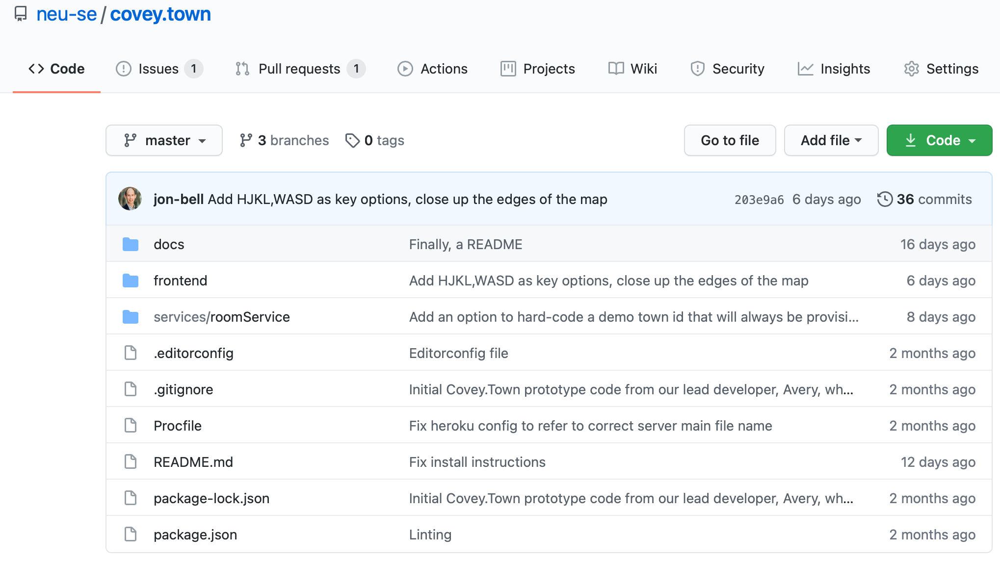 neu-se / covey.town
Code Issues 1 Pull requests 1 Actions Projects Wiki Security Insights Settings
master 3 branches 0 tags Go to file Add file Code
jon-bell Add HJKL,WASD as key options, close up the edges of the map 203e9a6 6 days ago 36 commits
docs Finally, a README 16 days ago
frontend Add HJKL,WASD as key options, close up the edges of the map 6 days ago
services/roomService Add an option to hard-code a demo town id that will always be provisi... 8 days ago
.editorconfig Editorconfig file 2 months ago
.gitignore Initial Covey.Town prototype code from our lead developer, Avery, wh... 2 months ago
Procfile Fix heroku config to refer to correct server main file name 2 months ago
README.md Fix install instructions 12 days ago
package-lock.json Initial Covey.Town prototype code from our lead developer, Avery, wh... 2 months ago
package.json Linting 2 months ago